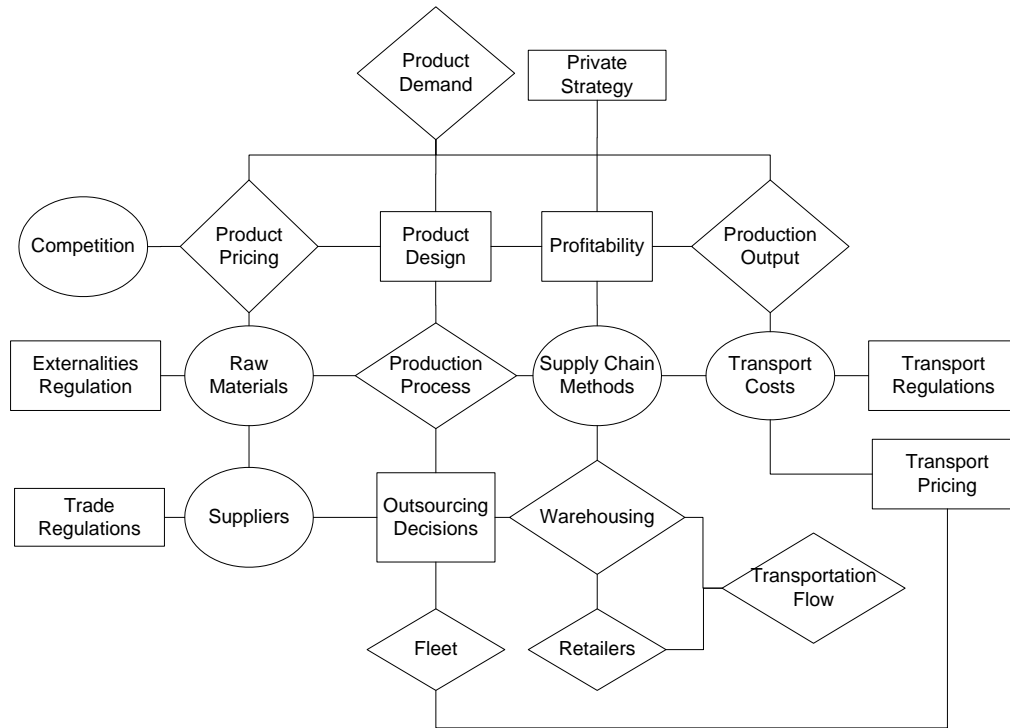 Product
Demand
Private
Strategy
Competition
Product
Pricing
Product
Design
Profitability
Production
Output
Externalities
Regulation
Raw
Materials
Production
Process
Supply Chain
Methods
Transport
Costs
Transport
Regulations
Transport
Pricing
Trade
Regulations
Suppliers
Outsourcing
Decisions
Warehousing
Transportation
Flow
Fleet
Retailers